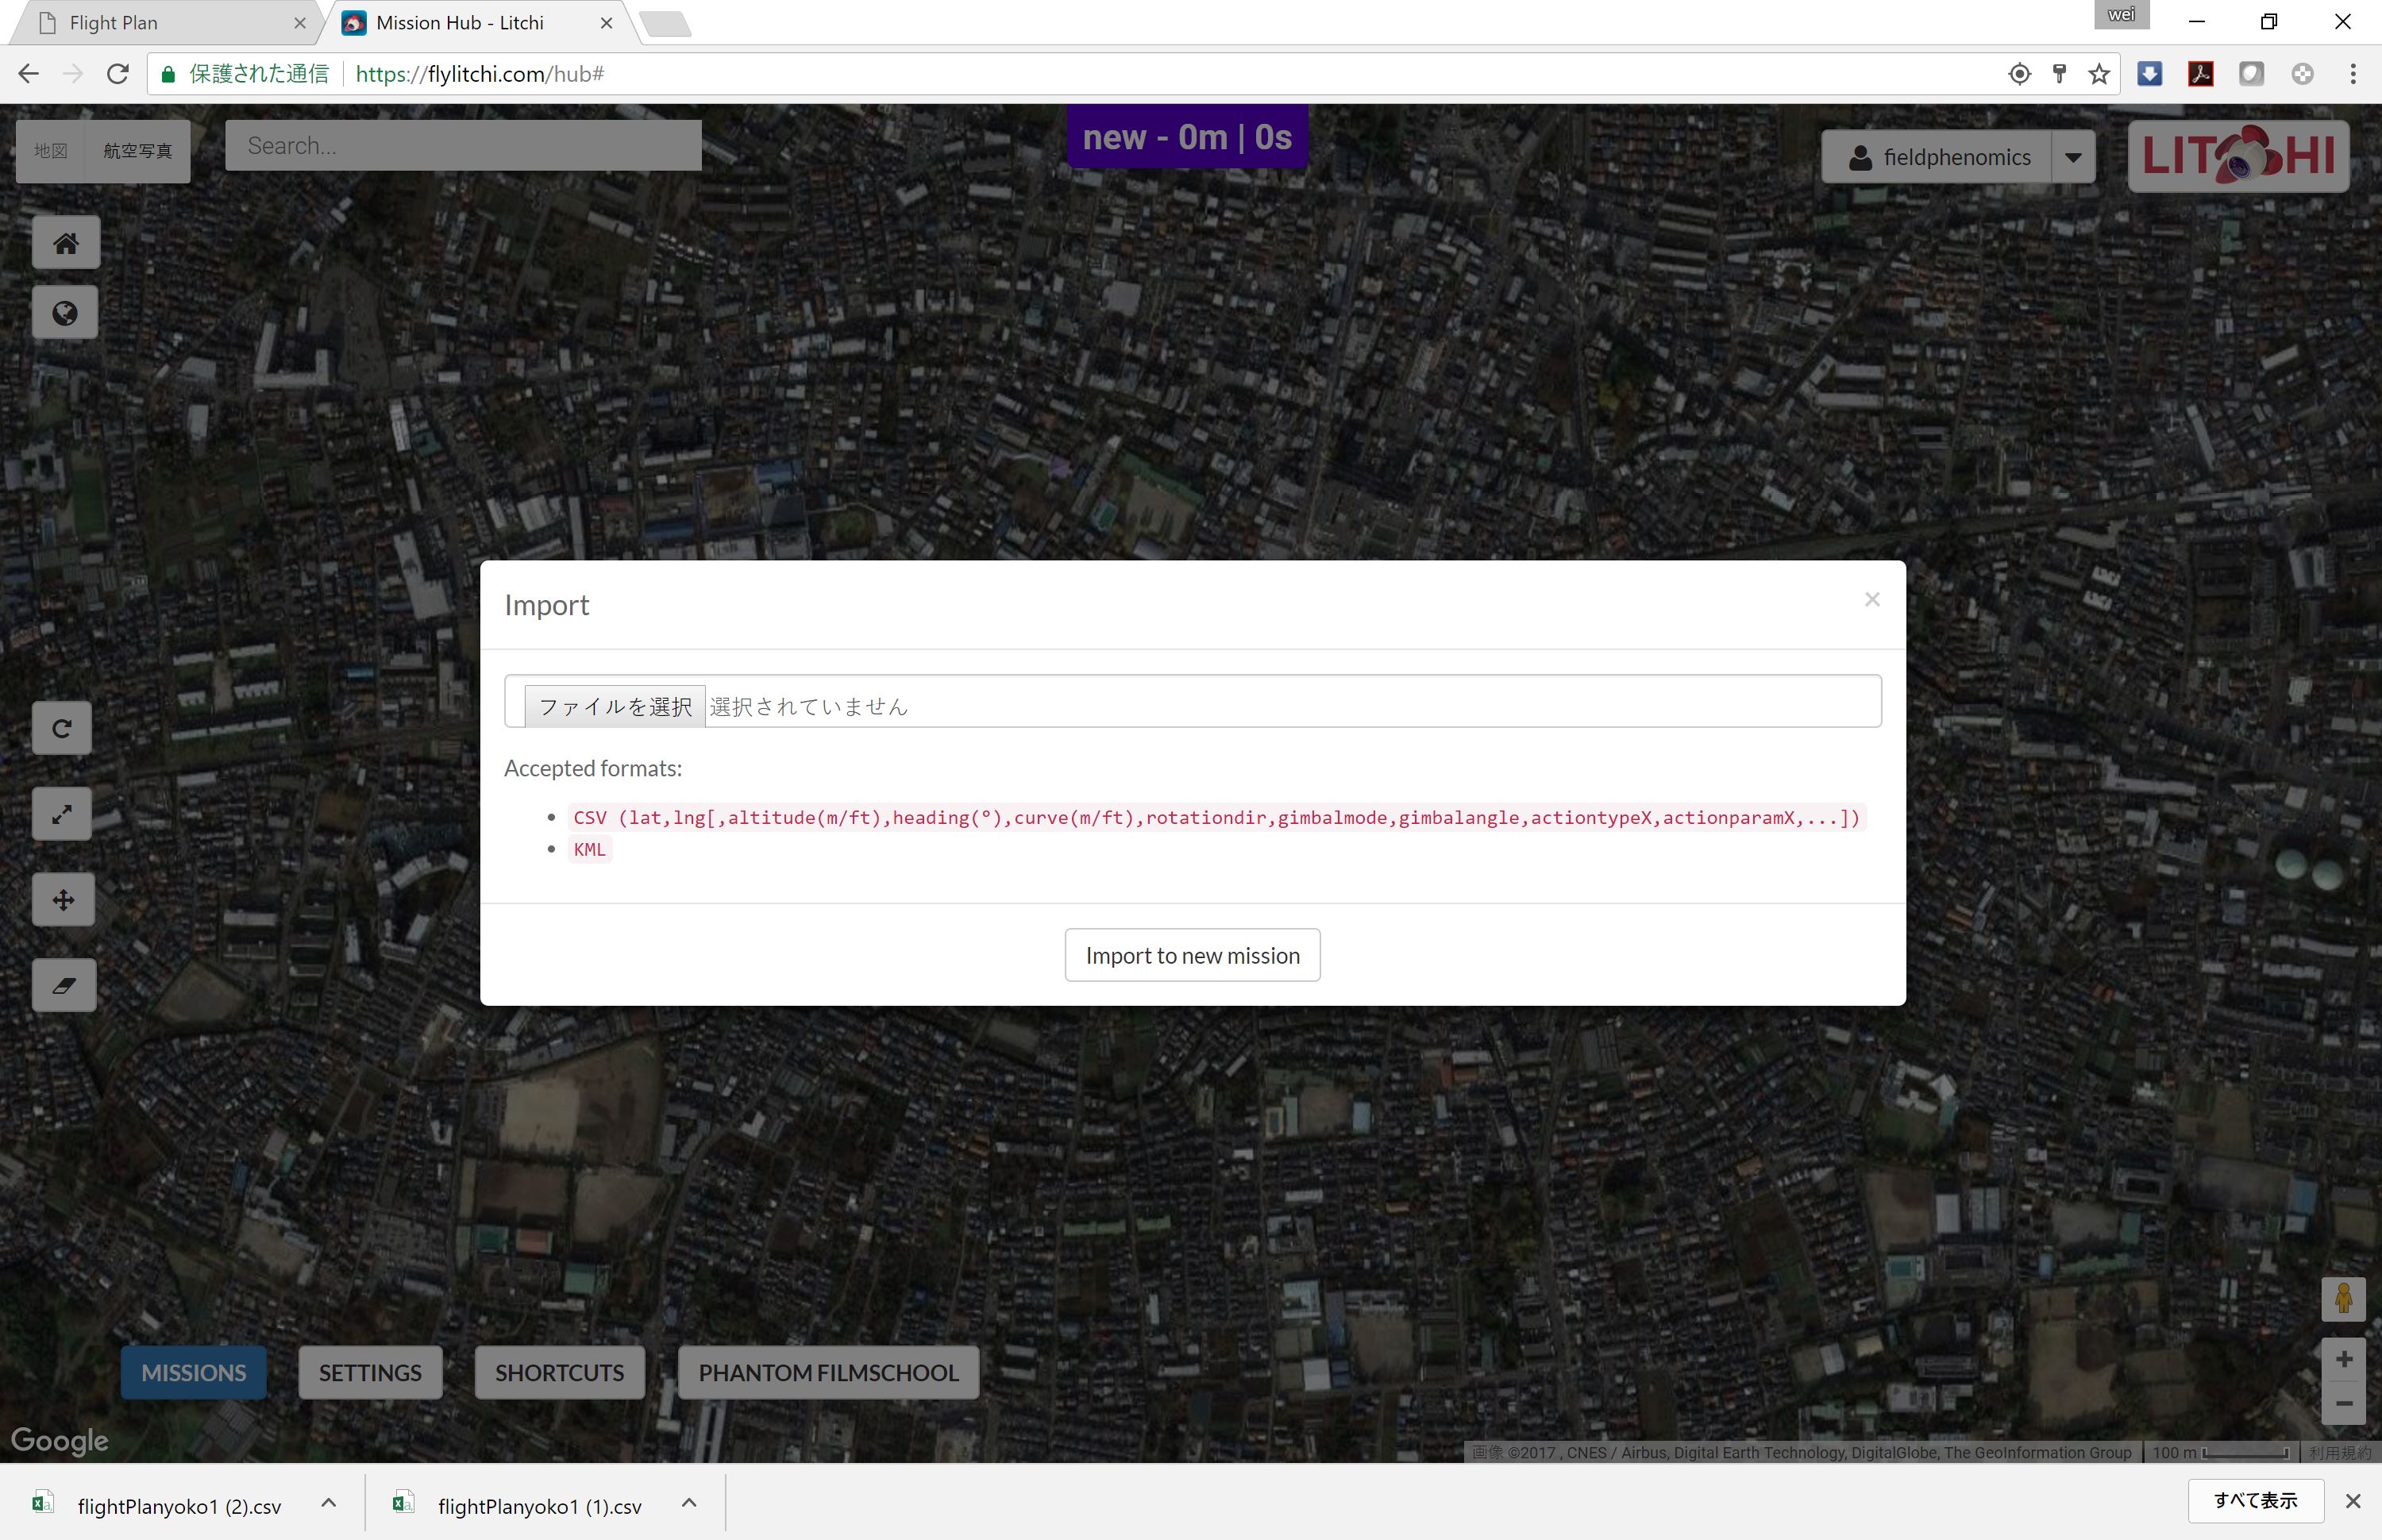 Flight Plan
Mission Hub - Litchi
wei
保護された通信 https://flylitchi.com/hub#
地図 航空写真
Search...
new - 0m | 0s
fieldphenomics
LITCHI
Import
ファイルを選択 選択されていません
Accepted formats:
CSV (lat,lng[,altitude(m/ft),heading(°),curve(m/ft),rotationdir,gimbalmode,gimbalangle,actiontypeX,actionparamX,...])
KML
Import to new mission
MISSIONS SETTINGS SHORTCUTS PHANTOM FILMSCHOOL
Google
画像 ©2017 , CNES / Airbus, Digital Earth Technology, DigitalGlobe, The GeoInformation Group 100 m 利用規約
flightPlanyoko1 (2).csv flightPlanyoko1 (1).csv すべて表示